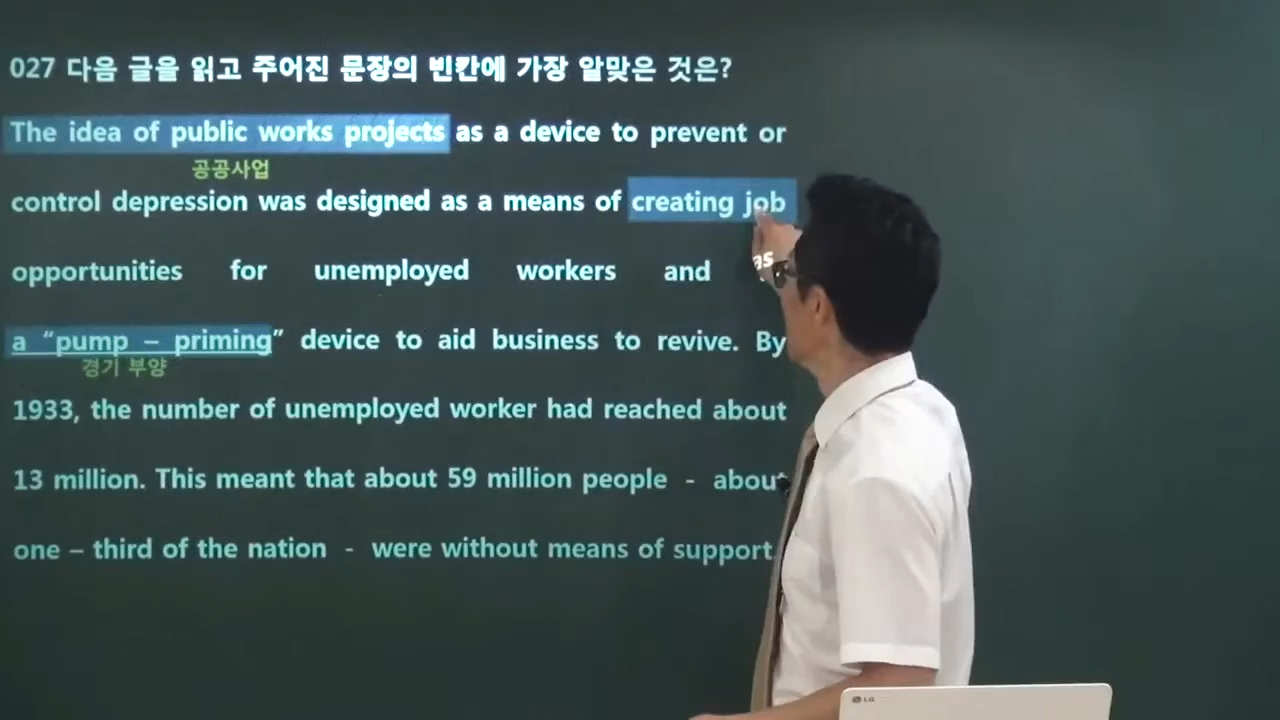 027 다음 글을 읽고 주어진 문장의 빈칸에 가장 알맞은 것은?
The idea of public works projects as a device to prevent or
공공사업
control depression was designed as a means of creating job
opportunities for unemployed workers and as
a “pump – priming” device to aid business to revive. By
경기 부양
1933, the number of unemployed worker had reached about
13 million. This meant that about 59 million people - about
one – third of the nation - were without means of support.
LG